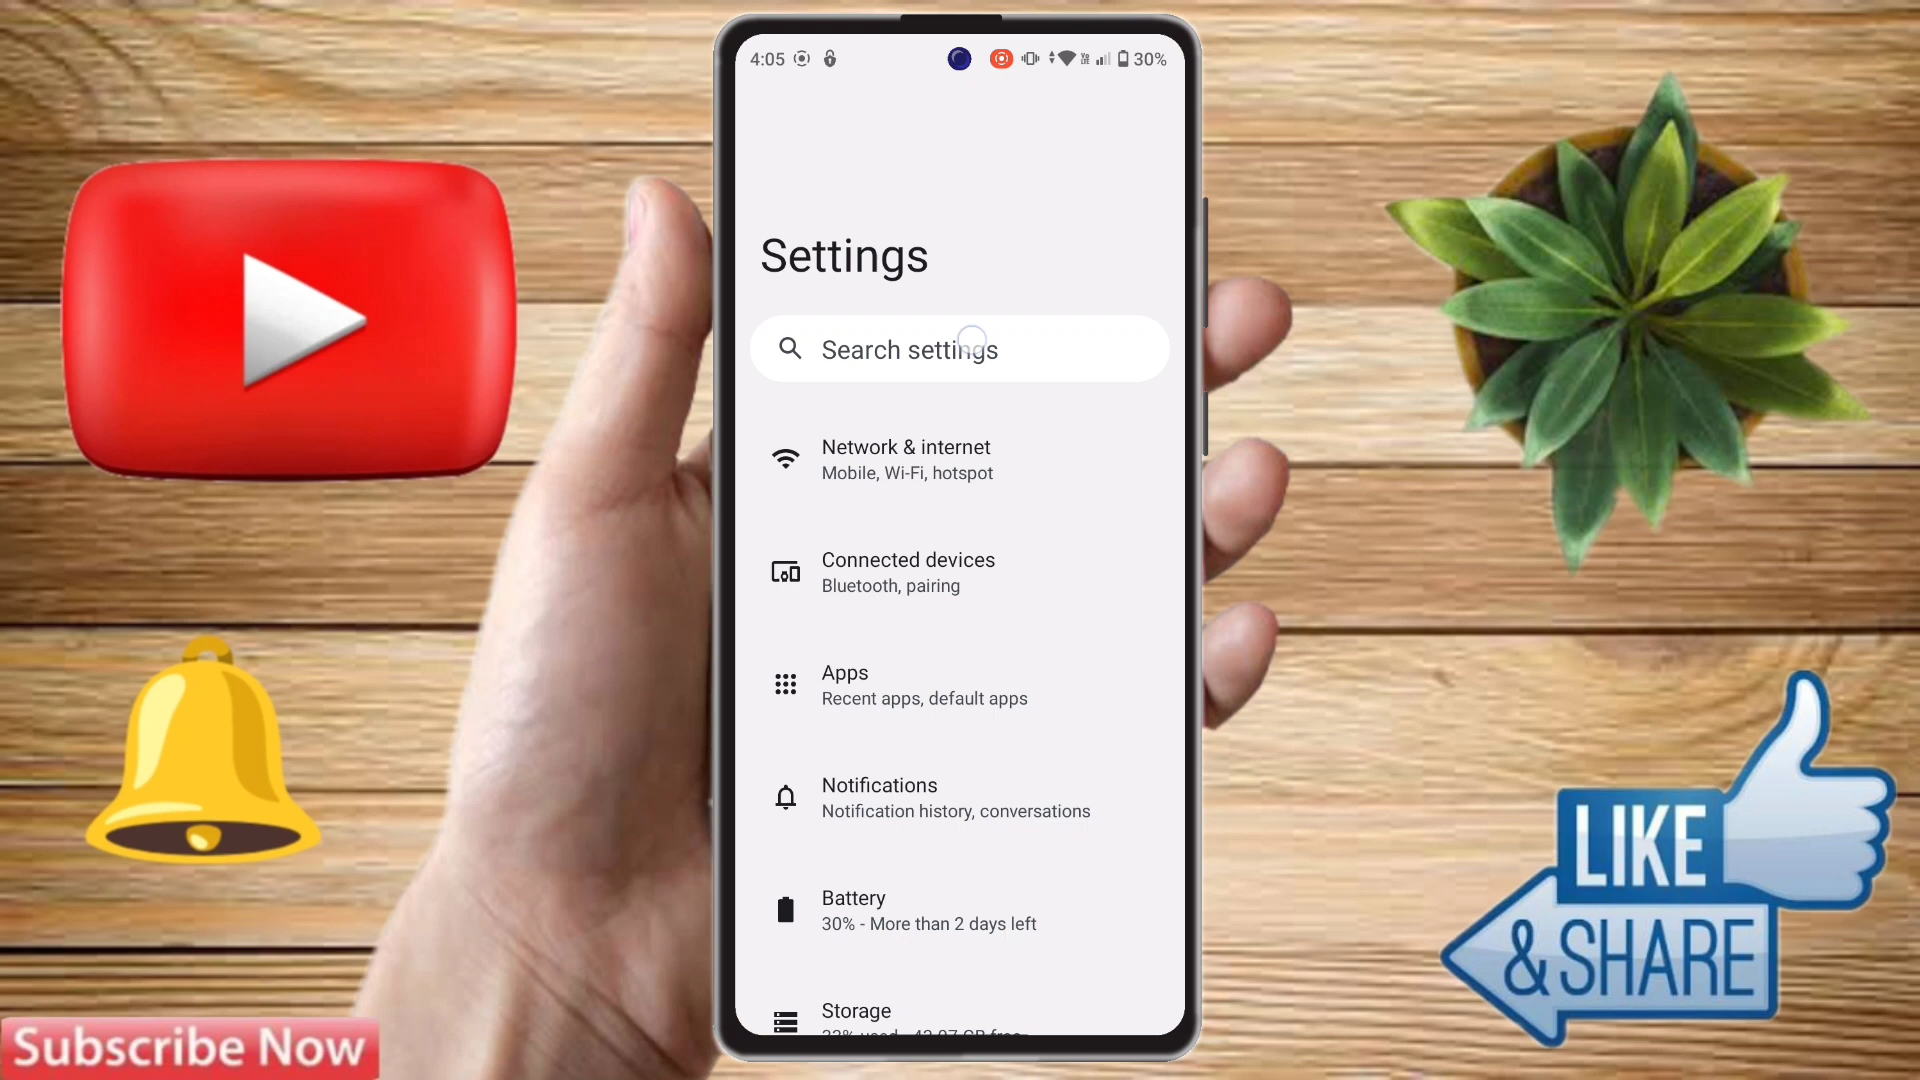 4:05
30%
Settings
Search settings
Network & internet
Mobile, Wi-Fi, hotspot
Connected devices
Bluetooth, pairing
Apps
Recent apps, default apps
Notifications
Notification history, conversations
Battery
30% - More than 2 days left
Storage
LIKE
& SHARE
Subscribe Now